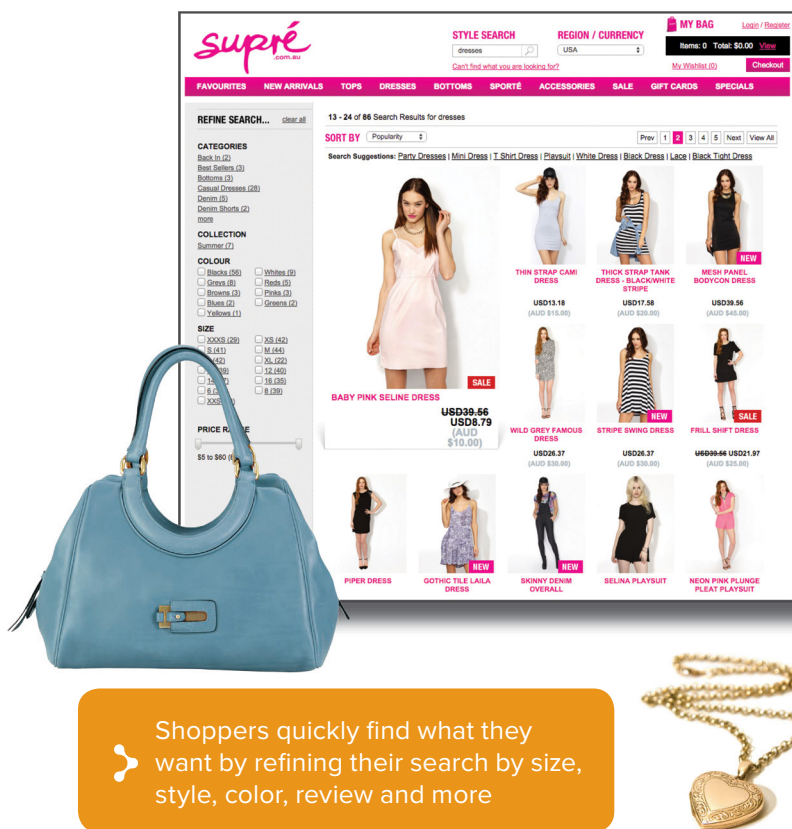 supré
.com.au
STYLE SEARCH
dresses
Can't find what you are looking for?
REGION / CURRENCY
USA
MY BAG
Login / Register
Items: 0 Total: $0.00 View
My Wishlist (0)
Checkout
FAVOURITES NEW ARRIVALS TOPS DRESSES BOTTOMS SPORTÉ ACCESSORIES SALE GIFT CARDS SPECIALS
REFINE SEARCH... clear all
CATEGORIES
Back In (2)
Best Sellers (3)
Bottoms (3)
Casual Dresses (28)
Denim (5)
Denim Shorts (2)
more
COLLECTION
Summer (7)
COLOUR
Blacks (56) Whites (9)
Greys (8) Reds (5)
Browns (3) Pinks (3)
Blues (2) Greens (2)
Yellows (1)
SIZE
XXXS (29) XS (42)
S (41) M (44)
XL (22)
12 (40)
16 (35)
8 (39)
$5 to $60
13 - 24 of 86 Search Results for dresses
SORT BY Popularity
Prev 1 2 3 4 5 Next View All
Search Suggestions: Party Dresses | Mini Dress | T Shirt Dress | Playsuit | White Dress | Black Dress | Lace | Black Tight Dress
SALE
BABY PINK SELINE DRESS
USD39.56
USD8.79
(AUD
$10.00)
THIN STRAP CAMI
DRESS
USD13.18
(AUD $15.00)
THICK STRAP TANK
DRESS - BLACK/WHITE
STRIPE
USD17.58
(AUD $20.00)
NEW
MESH PANEL
BODYCON DRESS
USD39.56
(AUD $45.00)
WILD GREY FAMOUS
DRESS
USD26.37
(AUD $30.00)
NEW
STRIPE SWING DRESS
USD26.37
(AUD $30.00)
SALE
FRILL SHIFT DRESS
USD39.56 USD21.97
(AUD $25.00)
PIPER DRESS
NEW
GOTHIC TILE LAILA
DRESS
NEW
SKINNY DENIM
OVERALL
SELINA PLAYSUIT
NEON PINK PLUNGE
PLEAT PLAYSUIT
Shoppers quickly find what they
want by refining their search by size,
style, color, review and more